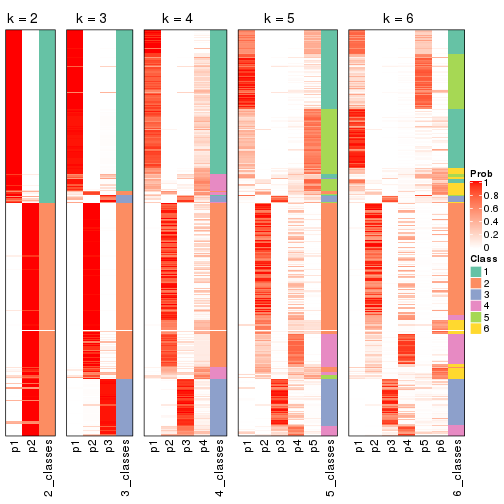 k = 2
k = 3
k = 4
k = 5
k = 6
p1
p2
2_classes
p1
p2
p3
3_classes
p1
p2
p3
p4
4_classes
p1
p2
p3
p4
p5
5_classes
p1
p2
p3
p4
p5
p6
6_classes
Prob
1
0.8
0.6
0.4
0.2
0
Class
1
2
3
4
5
6